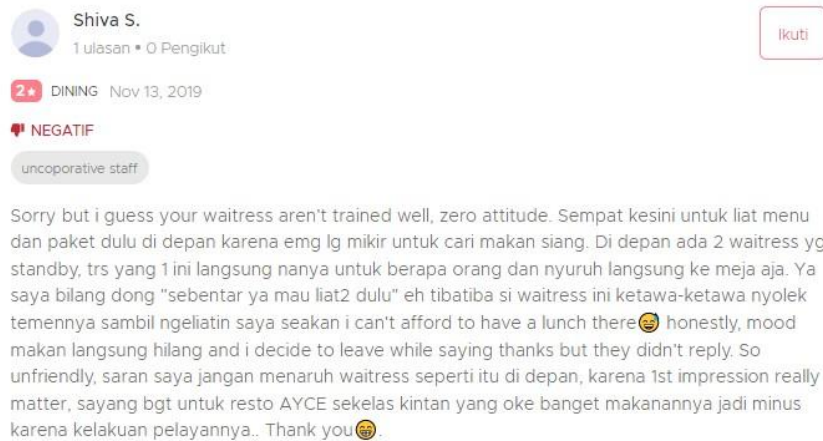 Shiva S.
1 ulasan • 0 Pengikut
Ikuti
2★ DINING Nov 13, 2019
NEGATIF
uncoporative staff
Sorry but i guess your waitress aren't trained well, zero attitude. Sempat kesini untuk liat menu
dan paket dulu di depan karena emg lg mikir untuk cari makan siang. Di depan ada 2 waitress yg
standby, trs yang 1 ini langsung nanya untuk berapa orang dan nyuruh langsung ke meja aja. Ya
saya bilang dong "sebentar ya mau liat2 dulu" eh tibatiba si waitress ini ketawa-ketawa nyolek
temennya sambil ngeliatin saya seakan i can't afford to have a lunch there😅 honestly, mood
makan langsung hilang and i decide to leave while saying thanks but they didn't reply. So
unfriendly, saran saya jangan menaruh waitress seperti itu di depan, karena 1st impression really
matter, sayang bgt untuk resto AYCE sekelas kintan yang oke banget makanannya jadi minus
karena kelakuan pelayannya.. Thank you😁.